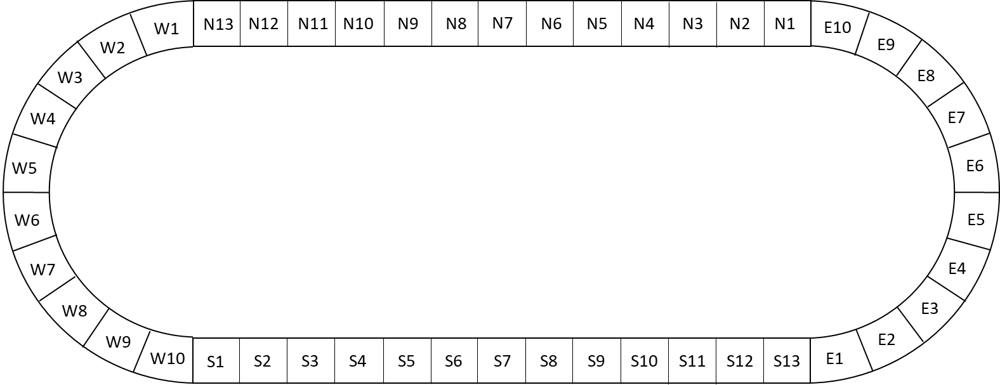 W1 N13 N12 N11 N10 N9 N8 N7 N6 N5 N4 N3 N2 N1 E10
W2 E9
W3 E8
W4 E7
W5 E6
W6 E5
W7 E4
W8 E3
W9 E2
W10 S1 S2 S3 S4 S5 S6 S7 S8 S9 S10 S11 S12 S13 E1